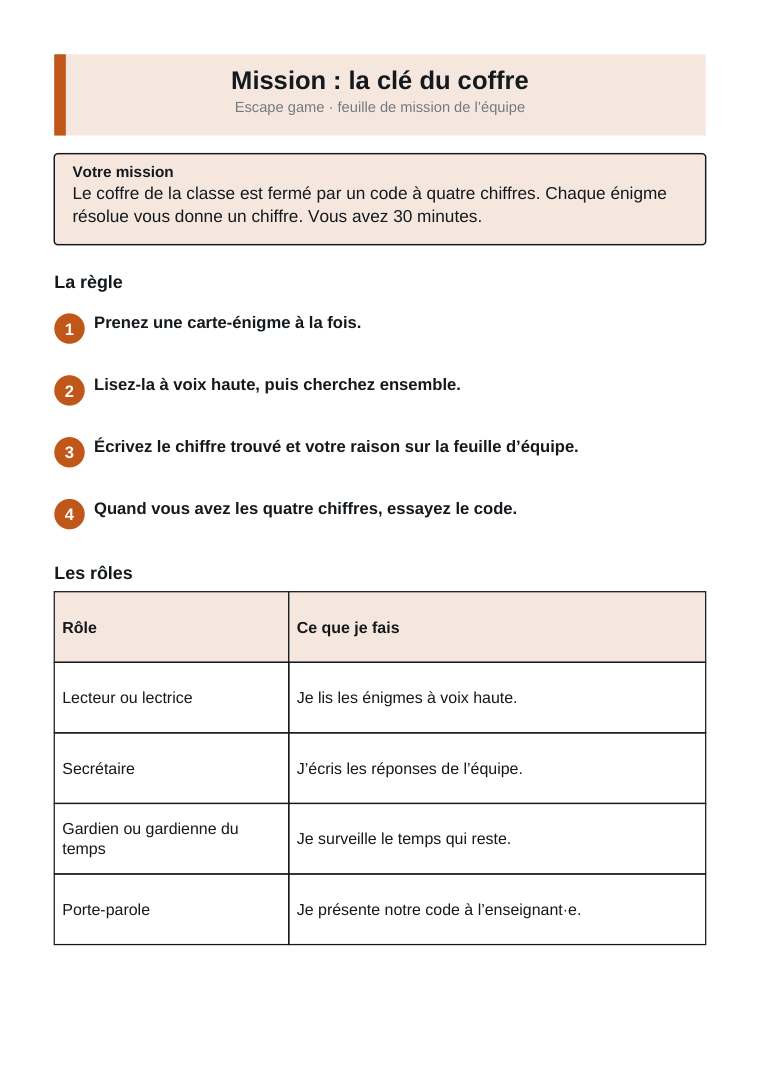 Mission : la clé du coffre
Escape game · feuille de mission de l’équipe
Votre mission
Le coffre de la classe est fermé par un code à quatre chiffres. Chaque énigme
résolue vous donne un chiffre. Vous avez 30 minutes.
La règle
1 Prenez une carte-énigme à la fois.
2 Lisez-la à voix haute, puis cherchez ensemble.
3 Écrivez le chiffre trouvé et votre raison sur la feuille d’équipe.
4 Quand vous avez les quatre chiffres, essayez le code.
Les rôles
Rôle Ce que je fais
Lecteur ou lectrice Je lis les énigmes à voix haute.
Secrétaire J’écris les réponses de l’équipe.
Gardien ou gardienne du
temps Je surveille le temps qui reste.
Porte-parole Je présente notre code à l’enseignant·e.